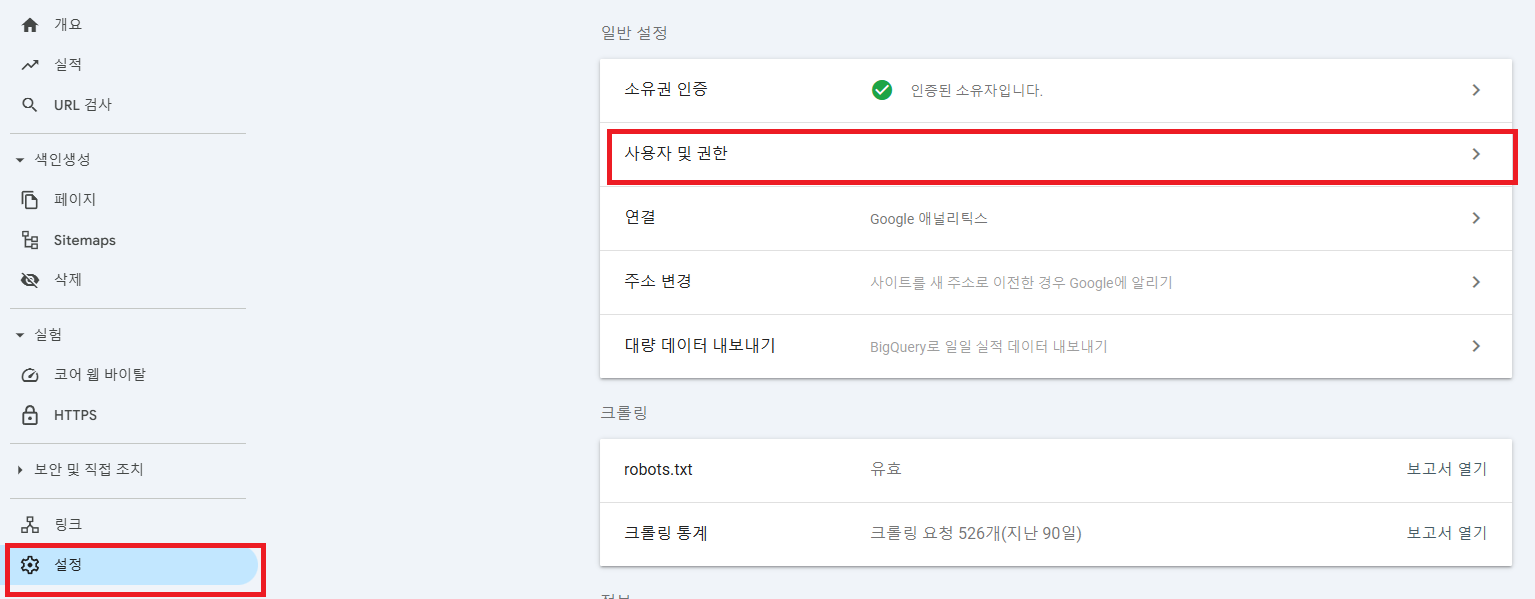 개요
실적
URL 검사
색인생성
페이지
Sitemaps
삭제
실험
코어 웹 바이탈
HTTPS
보안 및 직접 조치
링크
설정
일반 설정
소유권 인증 인증된 소유자입니다.
사용자 및 권한
연결 Google 애널리틱스
주소 변경 사이트를 새 주소로 이전한 경우 Google에 알리기
대량 데이터 내보내기 BigQuery로 일일 실적 데이터 내보내기
크롤링
robots.txt 유효 보고서 열기
크롤링 통계 크롤링 요청 526개(지난 90일) 보고서 열기